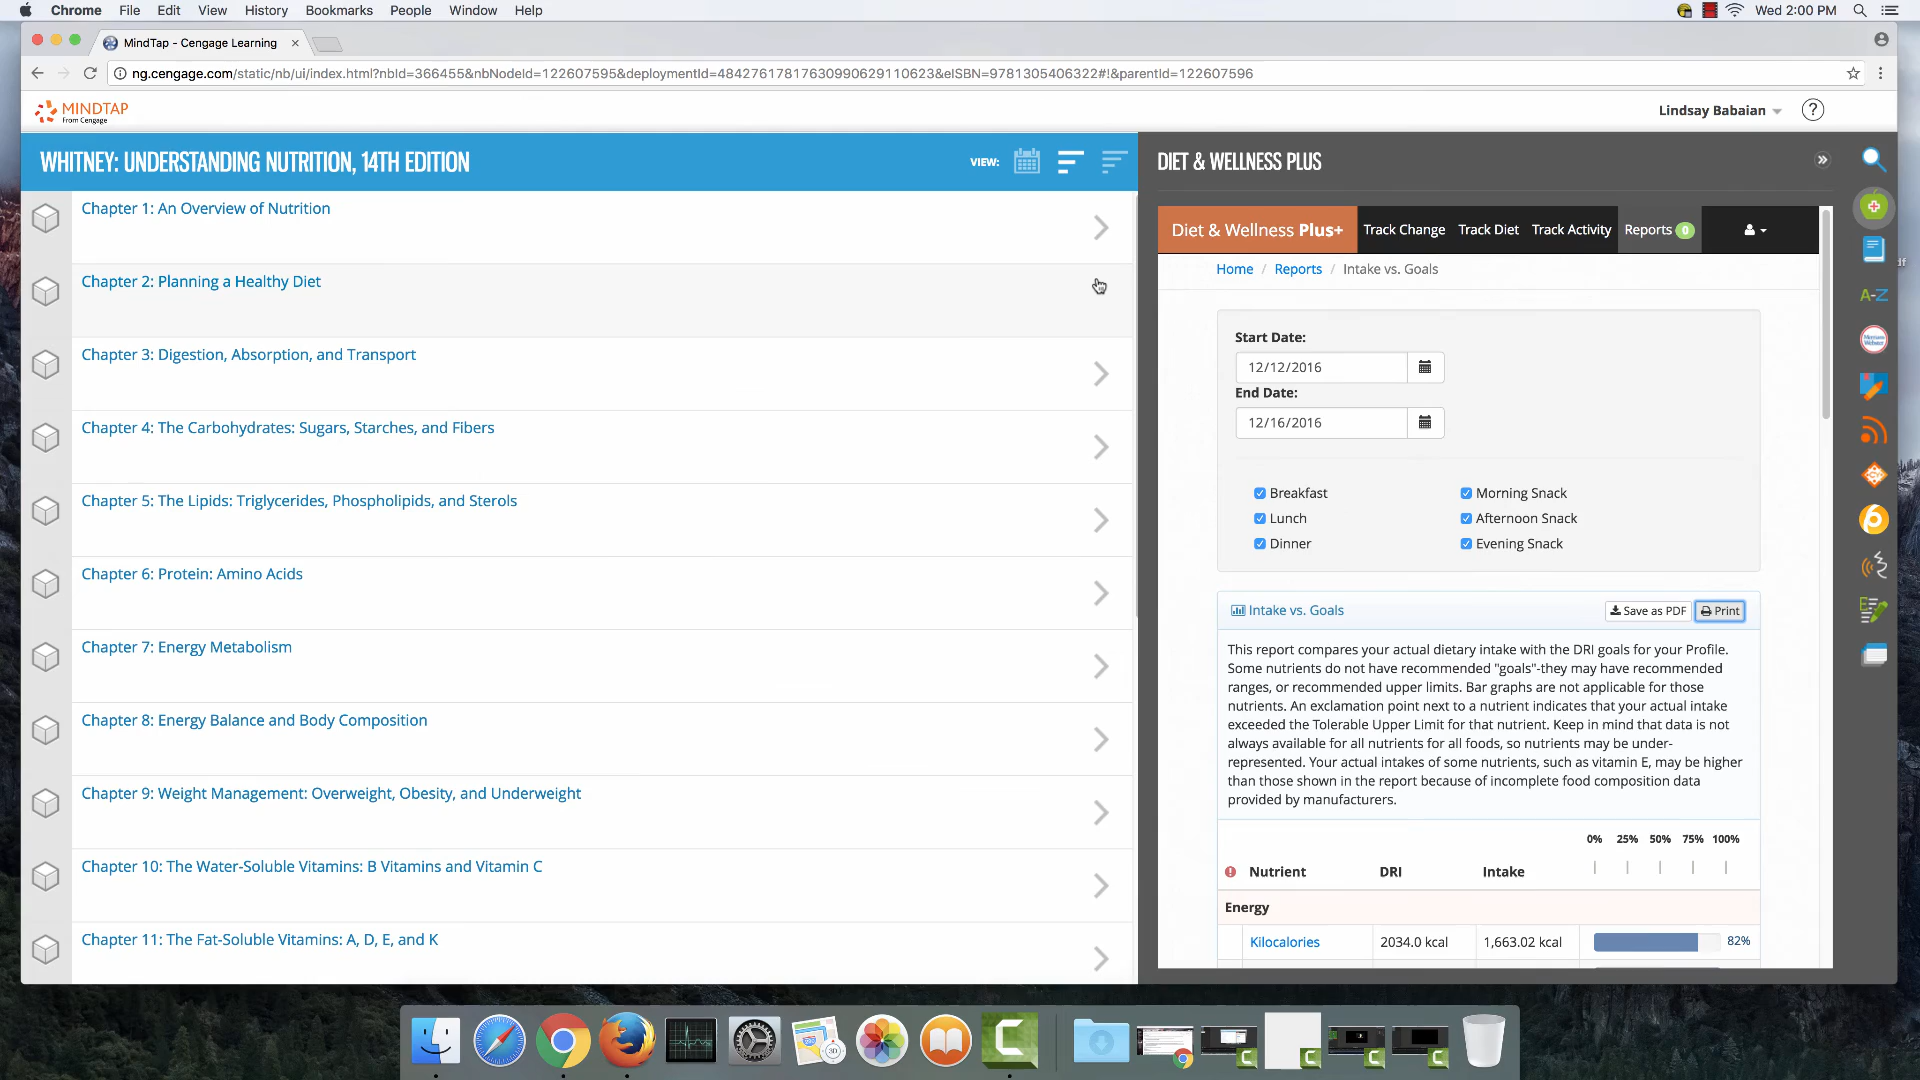 Chrome File Edit View History Bookmarks People Window Help
Wed 2:00 PM
MindTap - Cengage Learning
ng.cengage.com/static/nb/ui/index.html?nbId=366455&nbNodeId=122607595&deploymentId=4842761781763099062911062​3&eISBN=9781305406322#!&parentId=122607596
MINDTAP
From Cengage
Lindsay Babaian
?
WHITNEY: UNDERSTANDING NUTRITION, 14TH EDITION
VIEW:
Chapter 1: An Overview of Nutrition
Chapter 2: Planning a Healthy Diet
Chapter 3: Digestion, Absorption, and Transport
Chapter 4: The Carbohydrates: Sugars, Starches, and Fibers
Chapter 5: The Lipids: Triglycerides, Phospholipids, and Sterols
Chapter 6: Protein: Amino Acids
Chapter 7: Energy Metabolism
Chapter 8: Energy Balance and Body Composition
Chapter 9: Weight Management: Overweight, Obesity, and Underweight
Chapter 10: The Water-Soluble Vitamins: B Vitamins and Vitamin C
Chapter 11: The Fat-Soluble Vitamins: A, D, E, and K
DIET & WELLNESS PLUS
Diet & Wellness Plus+ Track Change Track Diet Track Activity Reports 0
Home / Reports / Intake vs. Goals
Start Date:
12/12/2016
End Date:
12/16/2016
Breakfast Morning Snack
Lunch Afternoon Snack
Dinner Evening Snack
Intake vs. Goals Save as PDF Print
This report compares your actual dietary intake with the DRI goals for your Profile.
Some nutrients do not have recommended "goals"-they may have recommended
ranges, or recommended upper limits. Bar graphs are not applicable for those
nutrients. An exclamation point next to a nutrient indicates that your actual intake
exceeded the Tolerable Upper Limit for that nutrient. Keep in mind that data is not
always available for all nutrients for all foods, so nutrients may be under-
represented. Your actual intakes of some nutrients, such as vitamin E, may be higher
than those shown in the report because of incomplete food composition data
provided by manufacturers.
0% 25% 50% 75% 100%
Nutrient DRI Intake
Energy
Kilocalories 2034.0 kcal 1,663.02 kcal 82%
A-Z
df